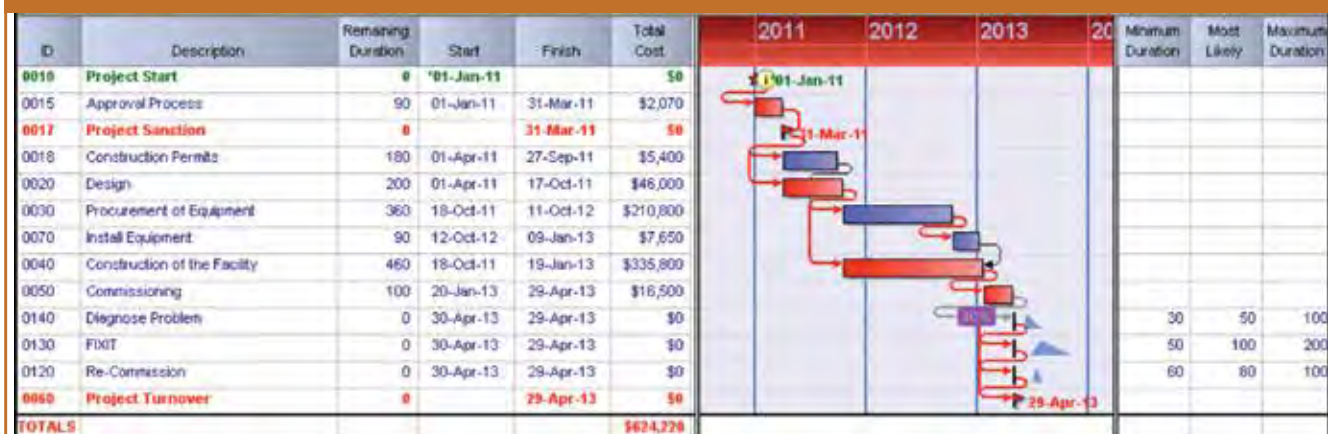 ID Description Remaining Duration Start Finish Total Cost 2011 2012 2013 20 Minimum Duration Most Likely Maximum Duration
0010 Project Start 0 '01-Jan-11 $0 '01-Jan-11
0015 Approval Process 90 01-Jan-11 31-Mar-11 $2,070
0017 Project Sanction 0 31-Mar-11 $0 31-Mar-11
0018 Construction Permits 180 01-Apr-11 27-Sep-11 $5,400
0020 Design 200 01-Apr-11 17-Oct-11 $46,000
0030 Procurement of Equipment 360 18-Oct-11 11-Oct-12 $210,800
0070 Install Equipment 90 12-Oct-12 09-Jan-13 $7,650
0040 Construction of the Facility 460 18-Oct-11 19-Jan-13 $335,800
0050 Commissioning 100 20-Jan-13 29-Apr-13 $16,500
0140 Diagnose Problem 0 30-Apr-13 29-Apr-13 $0 30 50 100
0130 FIXIT 0 30-Apr-13 29-Apr-13 $0 50 100 200
0120 Re-Commission 0 30-Apr-13 29-Apr-13 $0 60 80 100
0060 Project Turnover 0 29-Apr-13 $0 29-Apr-13
TOTALS $624,220